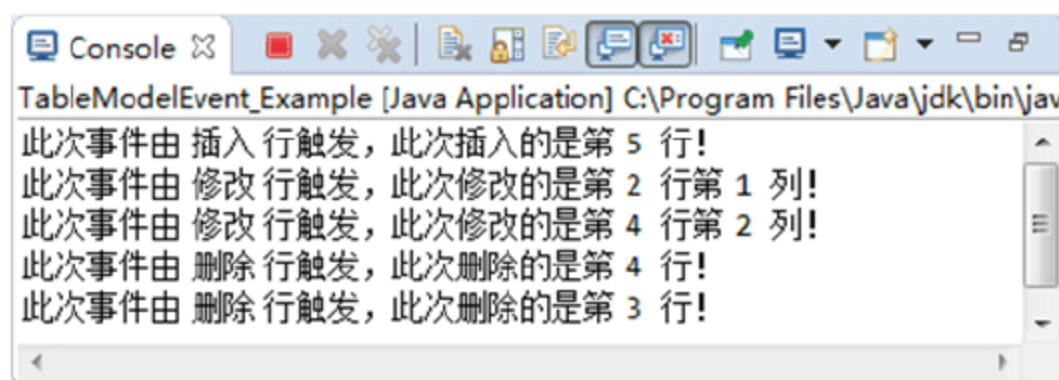 Console
TableModelEvent_Example [Java Application] C:\Program Files\Java\jdk\bin\jav
此次事件由 插入 行触发，此次插入的是第 5 行！
此次事件由 修改 行触发，此次修改的是第 2 行第 1 列！
此次事件由 修改 行触发，此次修改的是第 4 行第 2 列！
此次事件由 删除 行触发，此次删除的是第 4 行！
此次事件由 删除 行触发，此次删除的是第 3 行！